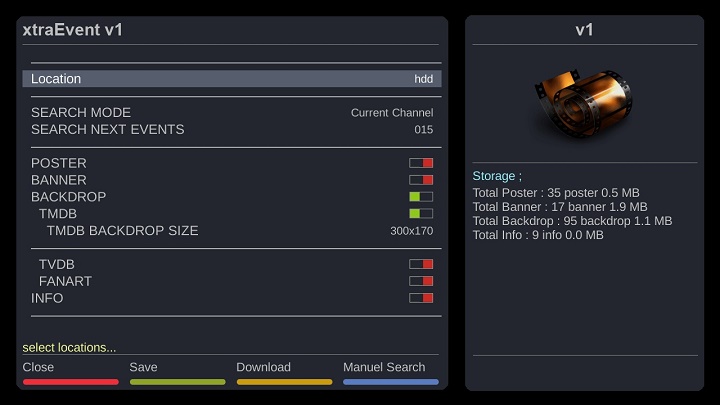 xtraEvent v1
Location hdd
SEARCH MODE Current Channel
SEARCH NEXT EVENTS 015
POSTER
BANNER
BACKDROP
TMDB
TMDB BACKDROP SIZE 300x170
TVDB
FANART
INFO
select locations...
Close Save Download Manuel Search
v1
Storage ;
Total Poster : 35 poster 0.5 MB
Total Banner : 17 banner 1.9 MB
Total Backdrop : 95 backdrop 1.1 MB
Total Info : 9 info 0.0 MB